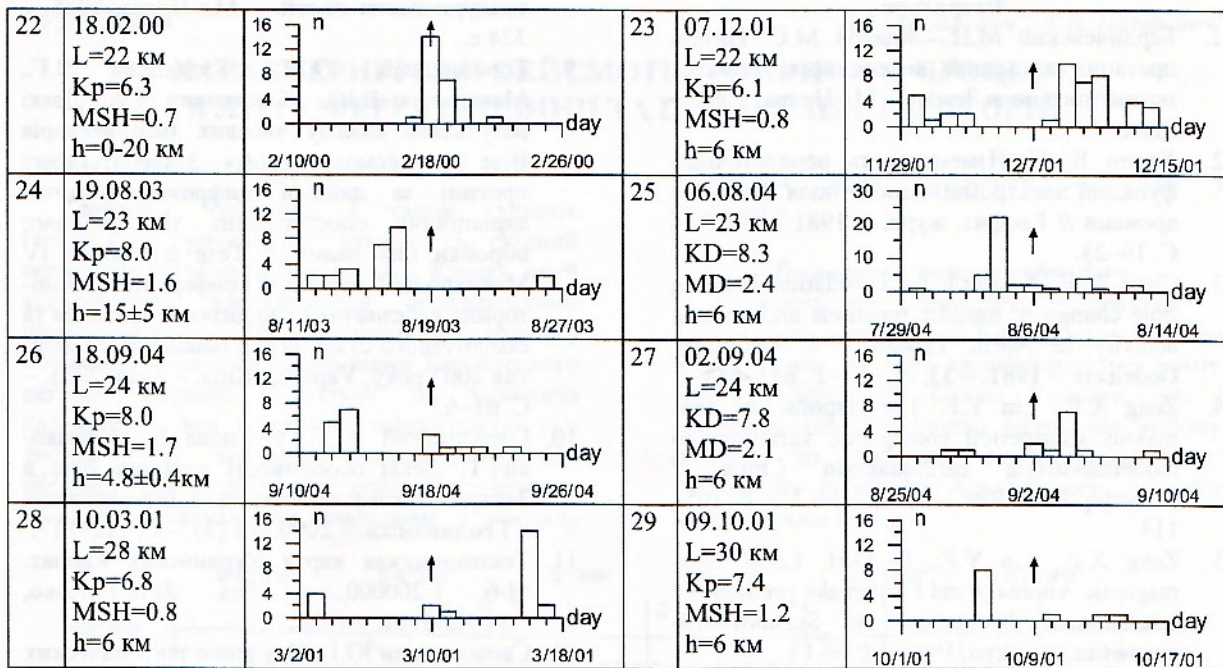 22
18.02.00
L=22 км
Kp=6.3
MSH=0.7
h=0-20 км
16
12
8
4
0
n
day
2/10/00 2/18/00 2/26/00
23
07.12.01
L=22 км
Kp=6.1
MSH=0.8
h=6 км
16
12
8
4
0
n
day
11/29/01 12/7/01 12/15/01
24
19.08.03
L=23 км
Kp=8.0
MSH=1.6
h=15±5 км
16
12
8
4
0
n
day
8/11/03 8/19/03 8/27/03
25
06.08.04
L=23 км
KD=8.3
MD=2.4
h=6 км
30
20
10
0
n
day
7/29/04 8/6/04 8/14/04
26
18.09.04
L=24 км
Kp=8.0
MSH=1.7
h=4.8±0.4км
16
12
8
4
0
n
day
9/10/04 9/18/04 9/26/04
27
02.09.04
L=24 км
KD=7.8
MD=2.1
h=6 км
16
12
8
4
0
n
day
8/25/04 9/2/04 9/10/04
28
10.03.01
L=28 км
Kp=6.8
MSH=0.8
h=6 км
16
12
8
4
0
n
day
3/2/01 3/10/01 3/18/01
29
09.10.01
L=30 км
Kp=7.4
MSH=1.2
h=6 км
16
12
8
4
0
n
day
10/1/01 10/9/01 10/17/01